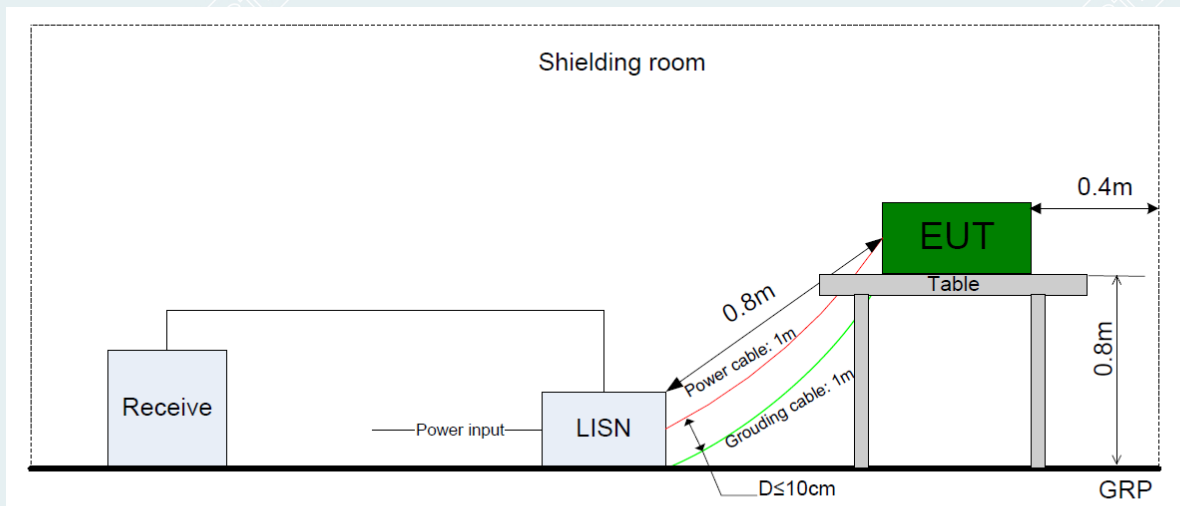 Shielding room
0.4m
EUT
Table
0.8m
0.8m
Power cable: 1m
Grouding cable: 1m
Receive
Power input
LISN
D≤10cm
GRP